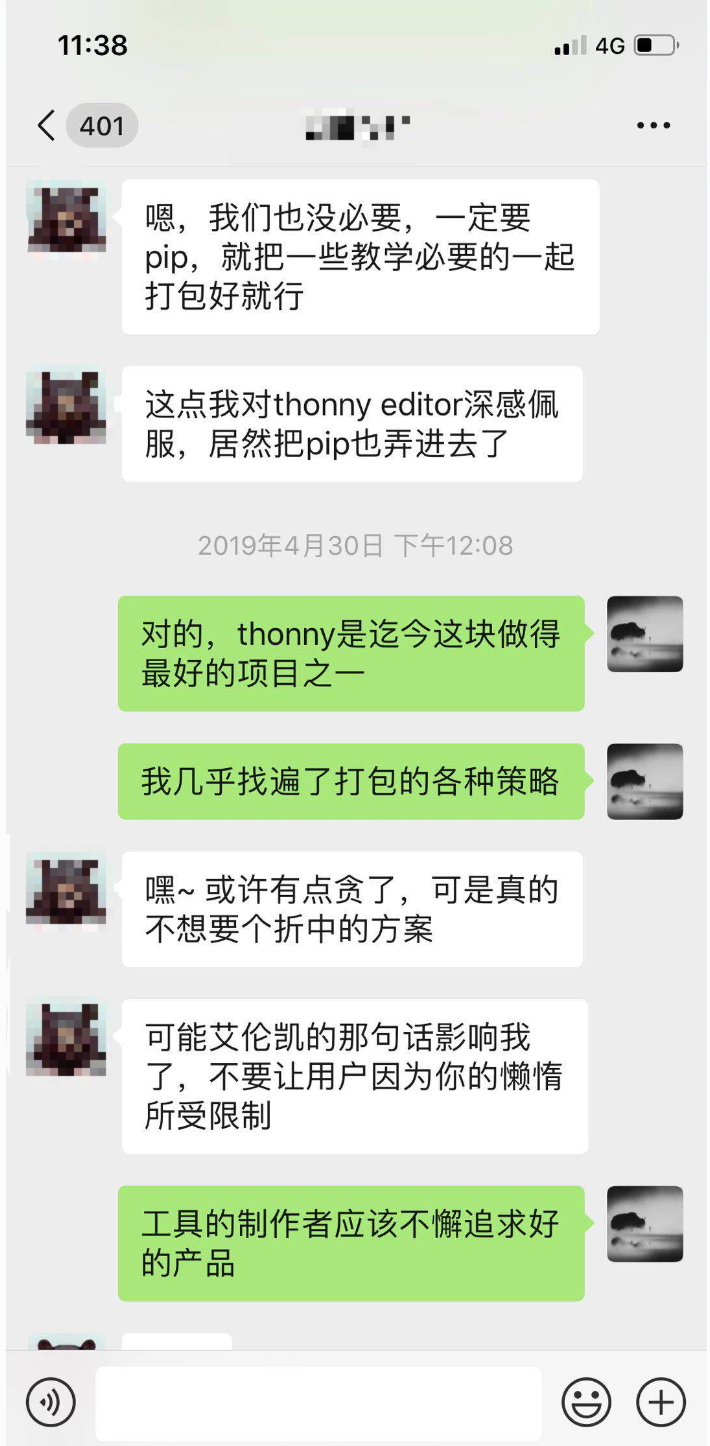 11:38
4G
401
嗯，我们也没必要，一定要
pip，就把一些教学必要的一起
打包好就行
这点我对thonny editor深感佩
服，居然把pip也弄进去了
2019年4月30日 下午12:08
对的，thonny是迄今这块做得
最好的项目之一
我几乎找遍了打包的各种策略
嘿~ 或许有点贪了，可是真的
不想要个折中的方案
可能艾伦凯的那句话影响我
了，不要让用户因为你的懒惰
所受限制
工具的制作者应该不懈追求好
的产品